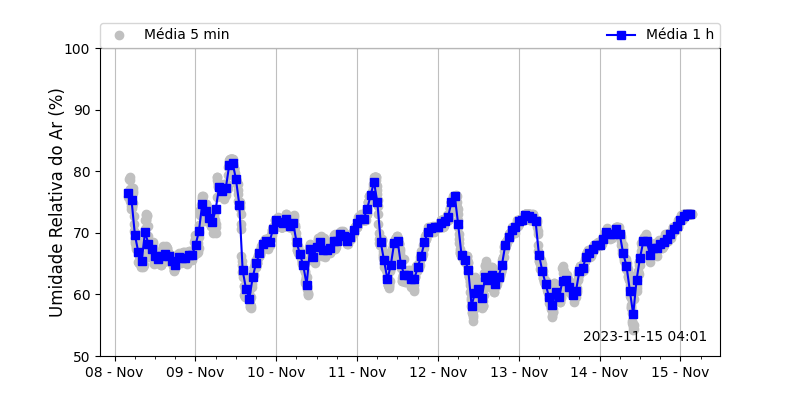 Média 5 min
Média 1 h
Umidade Relativa do Ar (%)
100
90
80
70
60
50
2023-11-15 04:01
08 - Nov
09 - Nov
10 - Nov
11 - Nov
12 - Nov
13 - Nov
14 - Nov
15 - Nov